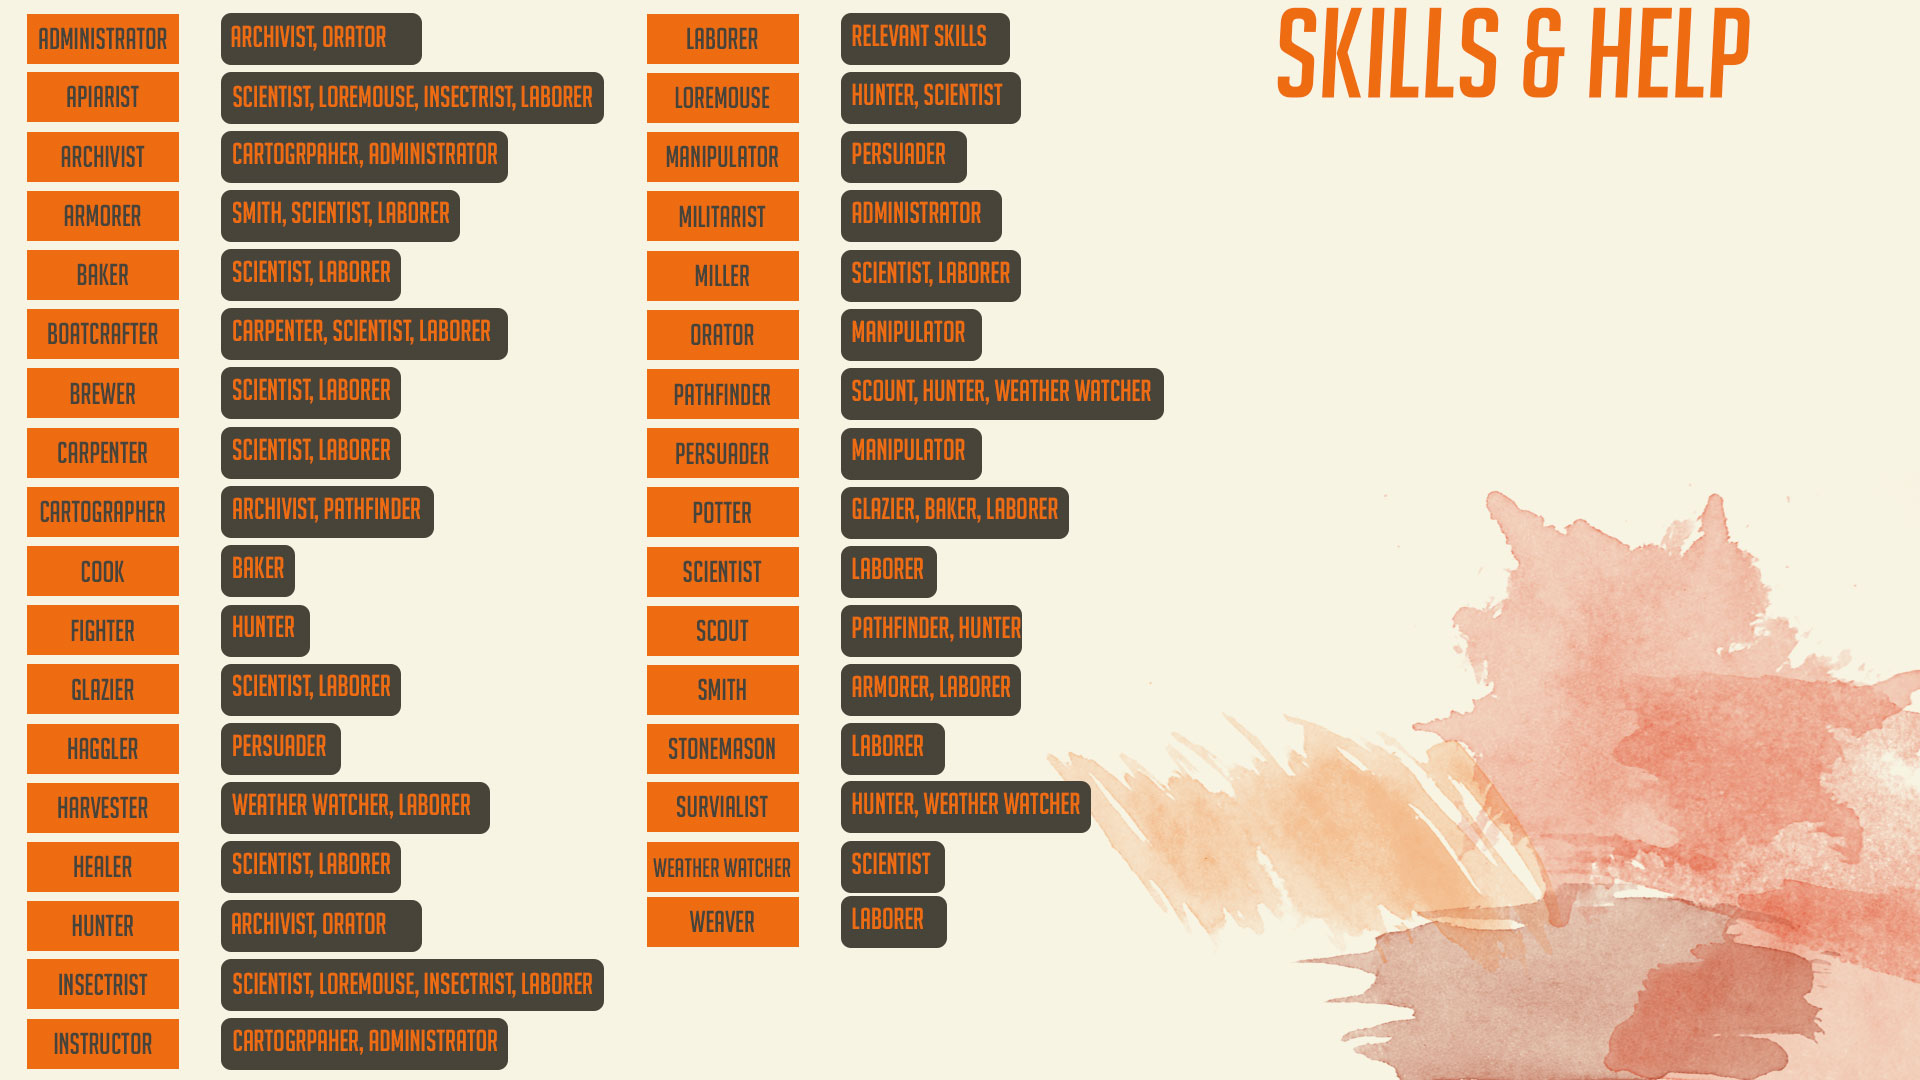 SKILLS & HELP
ADMINISTRATOR
ARCHIVIST, ORATOR
APIARIST
SCIENTIST, LOREMOUSE, INSECTRIST, LABORER
ARCHIVIST
CARTOGRPAHER, ADMINISTRATOR
ARMORER
SMITH, SCIENTIST, LABORER
BAKER
SCIENTIST, LABORER
BOATCRAFTER
CARPENTER, SCIENTIST, LABORER
BREWER
SCIENTIST, LABORER
CARPENTER
SCIENTIST, LABORER
CARTOGRAPHER
ARCHIVIST, PATHFINDER
COOK
BAKER
FIGHTER
HUNTER
GLAZIER
SCIENTIST, LABORER
HAGGLER
PERSUADER
HARVESTER
WEATHER WATCHER, LABORER
HEALER
SCIENTIST, LABORER
HUNTER
ARCHIVIST, ORATOR
INSECTRIST
SCIENTIST, LOREMOUSE, INSECTRIST, LABORER
INSTRUCTOR
CARTOGRPAHER, ADMINISTRATOR
LABORER
RELEVANT SKILLS
LOREMOUSE
HUNTER, SCIENTIST
MANIPULATOR
PERSUADER
MILITARIST
ADMINISTRATOR
MILLER
SCIENTIST, LABORER
ORATOR
MANIPULATOR
PATHFINDER
SCOUNT, HUNTER, WEATHER WATCHER
PERSUADER
MANIPULATOR
POTTER
GLAZIER, BAKER, LABORER
SCIENTIST
LABORER
SCOUT
PATHFINDER, HUNTER
SMITH
ARMORER, LABORER
STONEMASON
LABORER
SURVIALIST
HUNTER, WEATHER WATCHER
WEATHER WATCHER
SCIENTIST
WEAVER
LABORER